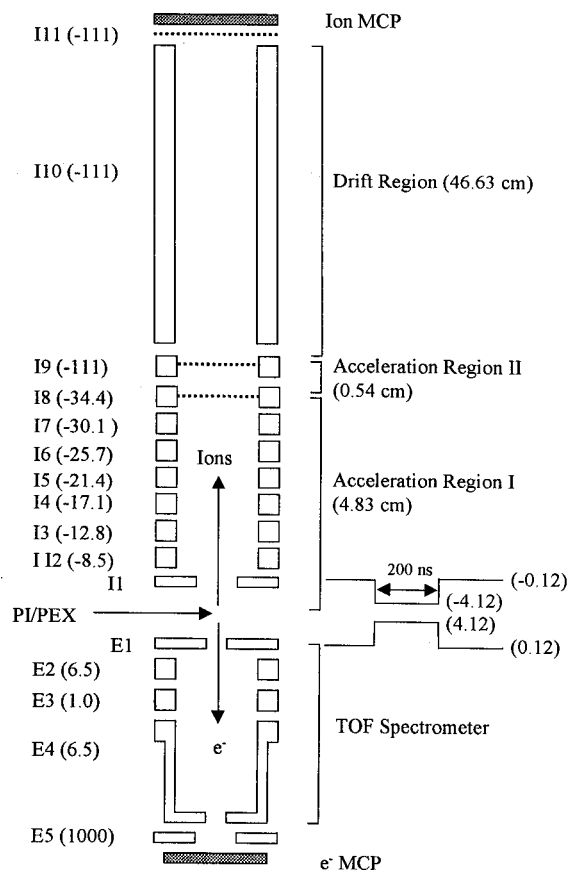 Ion MCP
I11 (-111)
I10 (-111)
Drift Region (46.63 cm)
I9 (-111)
Acceleration Region II
(0.54 cm)
I8 (-34.4)
I7 (-30.1 )
I6 (-25.7)
Ions
I5 (-21.4)
Acceleration Region I
(4.83 cm)
I4 (-17.1)
I3 (-12.8)
I I2 (-8.5)
I1
200 ns
(-0.12)
(-4.12)
PI/PEX
(4.12)
E1
(0.12)
E2 (6.5)
E3 (1.0)
TOF Spectrometer
E4 (6.5)
e-
E5 (1000)
e- MCP